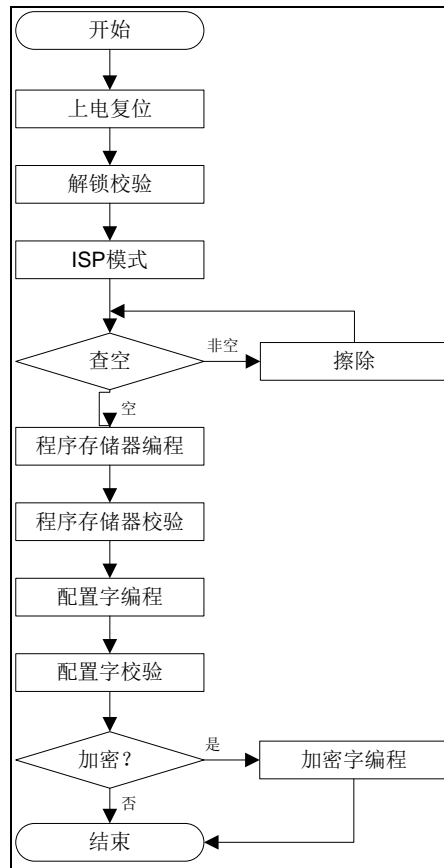 开始
上电复位
解锁校验
ISP模式
查空
非空
擦除
空
程序存储器编程
程序存储器校验
配置字编程
配置字校验
加密？
是
加密字编程
否
结束